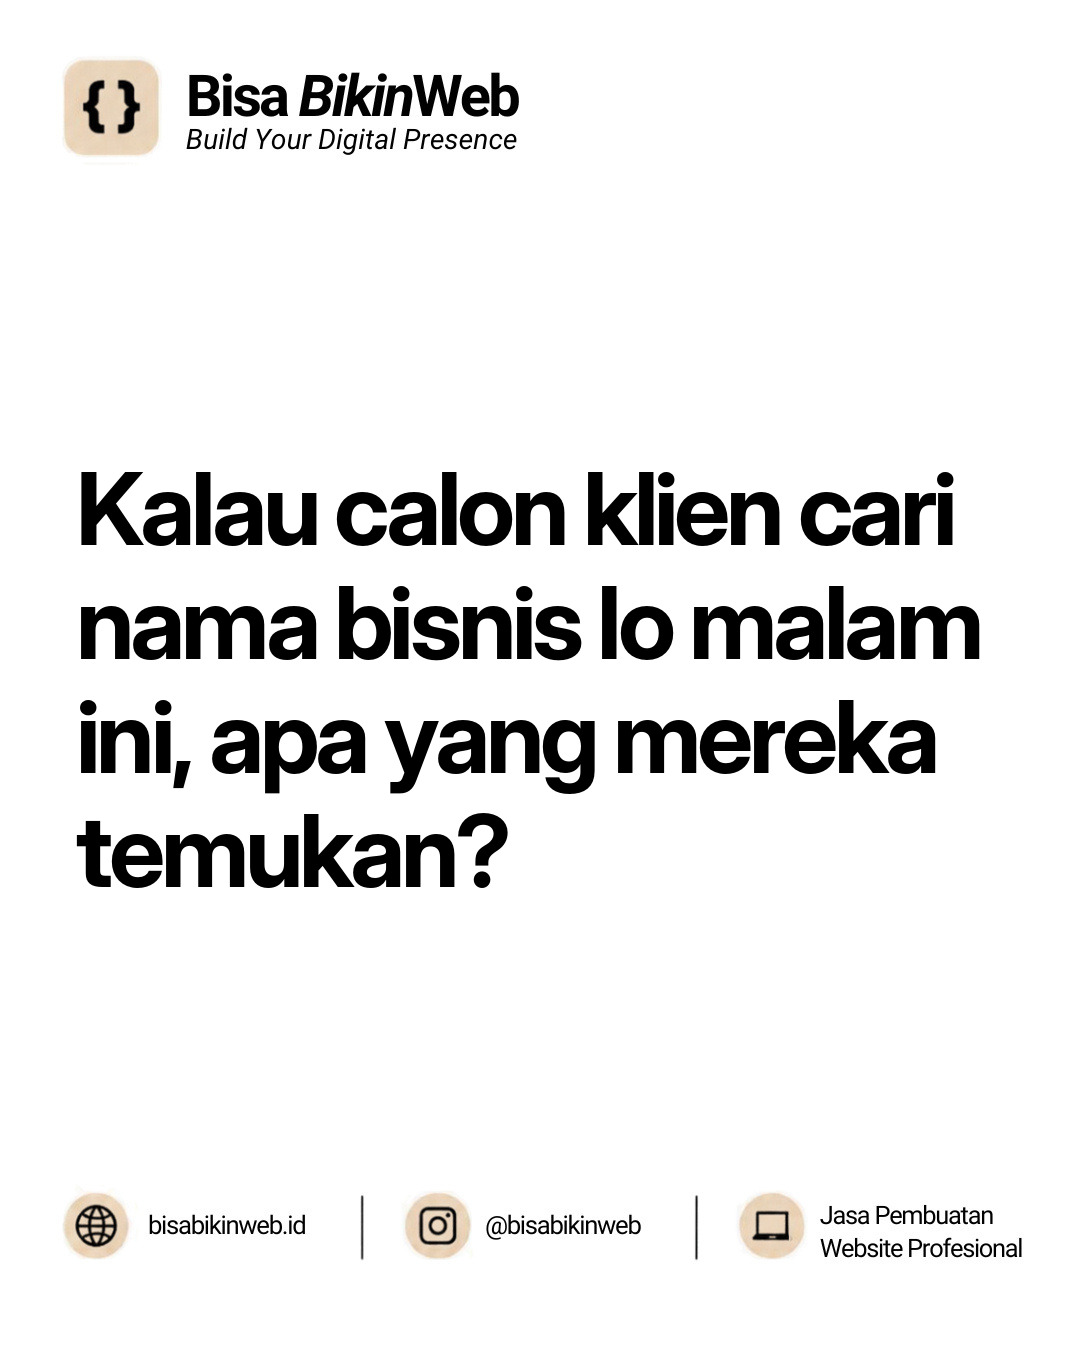 { }
Bisa BikinWeb
Build Your Digital Presence
Kalau calon klien cari
nama bisnis lo malam
ini, apa yang mereka
temukan?
bisabikinweb.id
@bisabikinweb
Jasa Pembuatan
Website Profesional